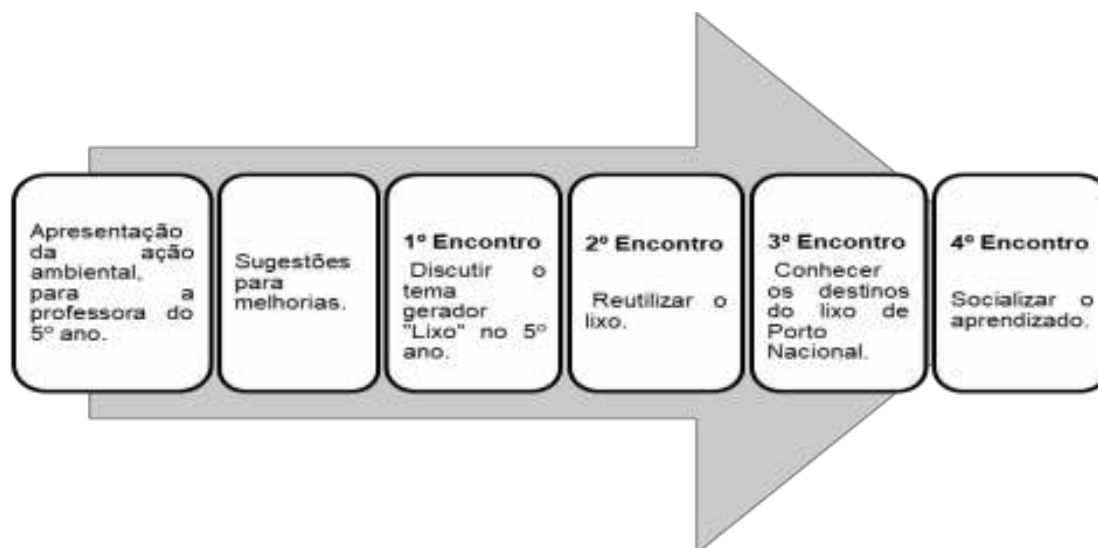 Apresentação
da ação
ambiental,
para a
professora do
5º ano.
Sugestões
para
melhorias.
1º Encontro
Discutir o
tema
gerador
"Lixo" no 5º
ano.
2º Encontro
Reutilizar o
lixo.
3º Encontro
Conhecer
os destinos
do lixo de
Porto
Nacional.
4º Encontro
Socializar o
aprendizado.